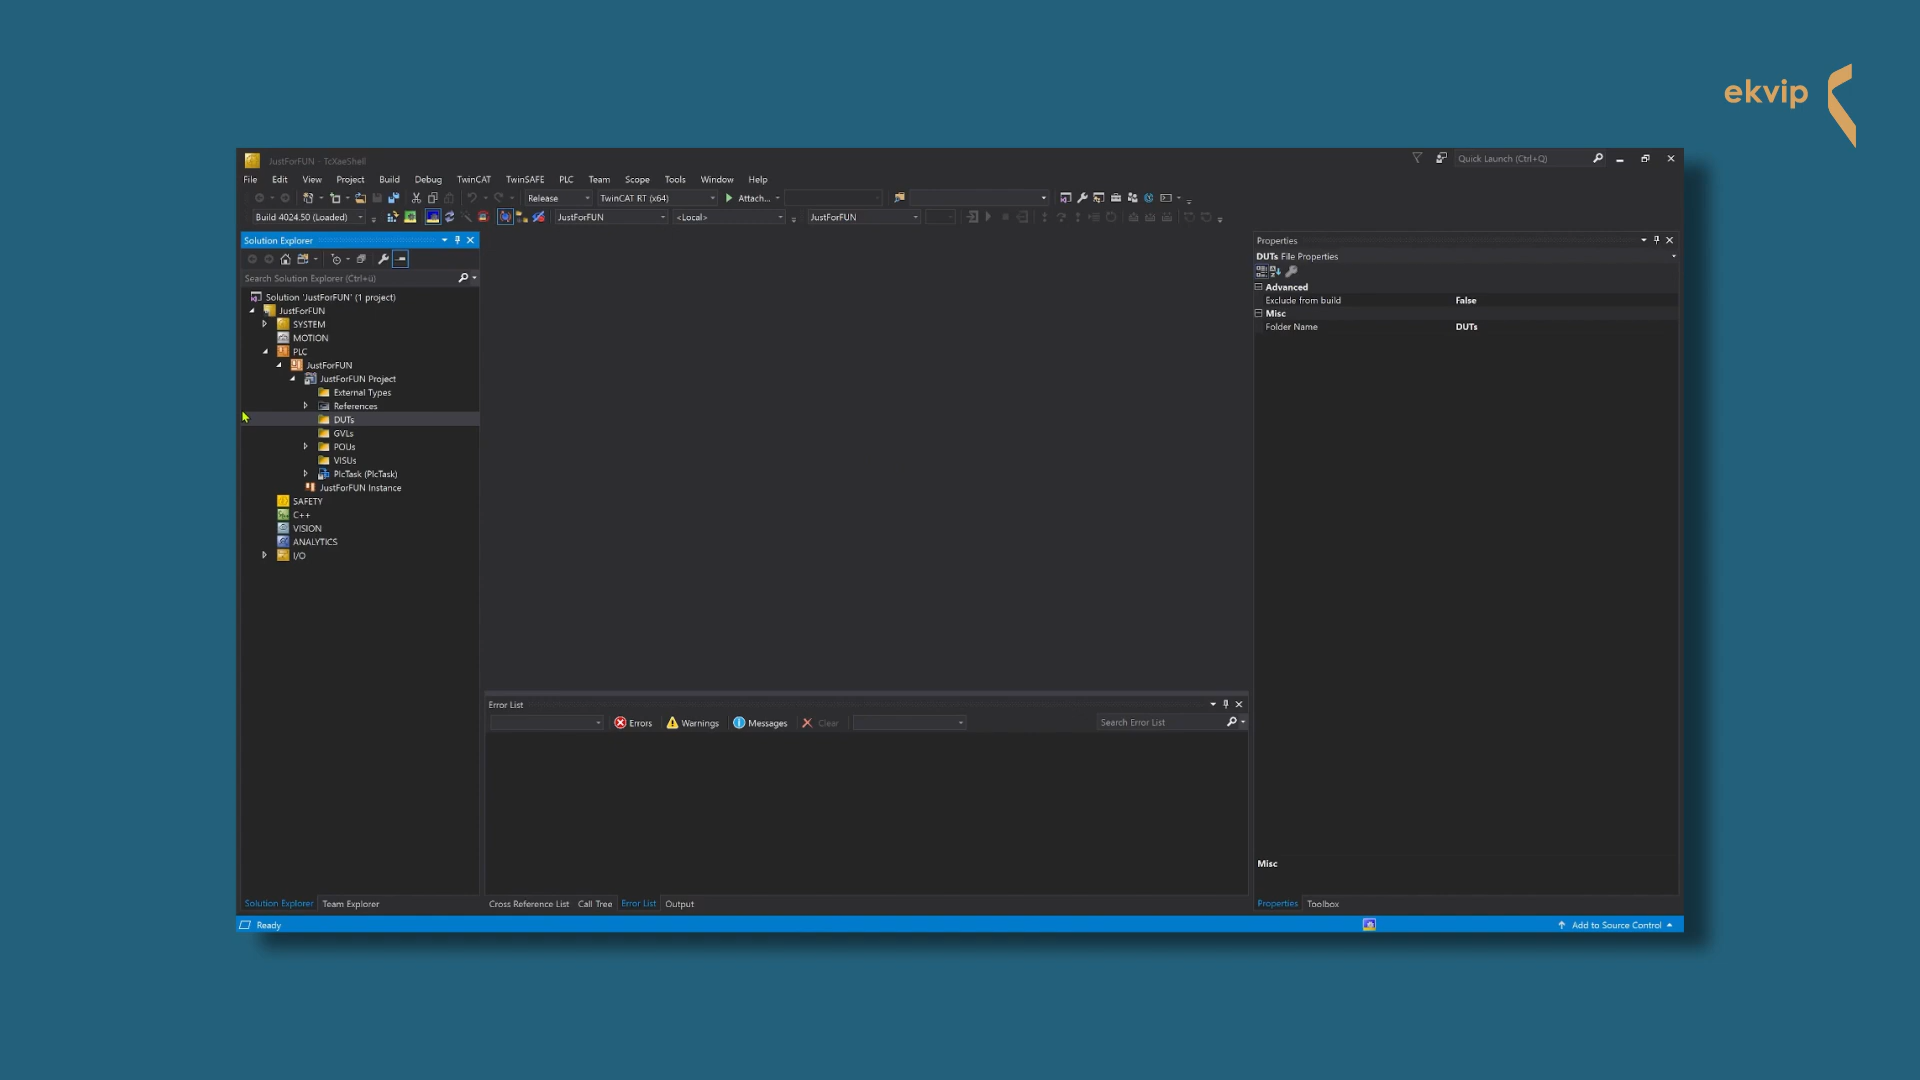 ekvip
JustForFUN - TcXaeShell
Quick Launch (Ctrl+Q)
File Edit View Project Build Debug TwinCAT TwinSAFE PLC Team Scope Tools Window Help
Release TwinCAT RT (x64) Attach...
Build 4024.50 (Loaded) JustForFUN <Local> JustForFUN
Solution Explorer
Search Solution Explorer (Ctrl+ü)
Solution 'JustForFUN' (1 project)
JustForFUN
SYSTEM
MOTION
PLC
JustForFUN
JustForFUN Project
External Types
References
DUTs
GVLs
POUs
VISUs
PlcTask (PlcTask)
JustForFUN Instance
SAFETY
C++
VISION
ANALYTICS
I/O
Solution Explorer Team Explorer
Error List
Errors Warnings Messages Clear Search Error List
Cross Reference List Call Tree Error List Output
Properties
DUTs File Properties
Advanced
Exclude from build False
Misc
Folder Name DUTs
Misc
Properties Toolbox
Ready Add to Source Control